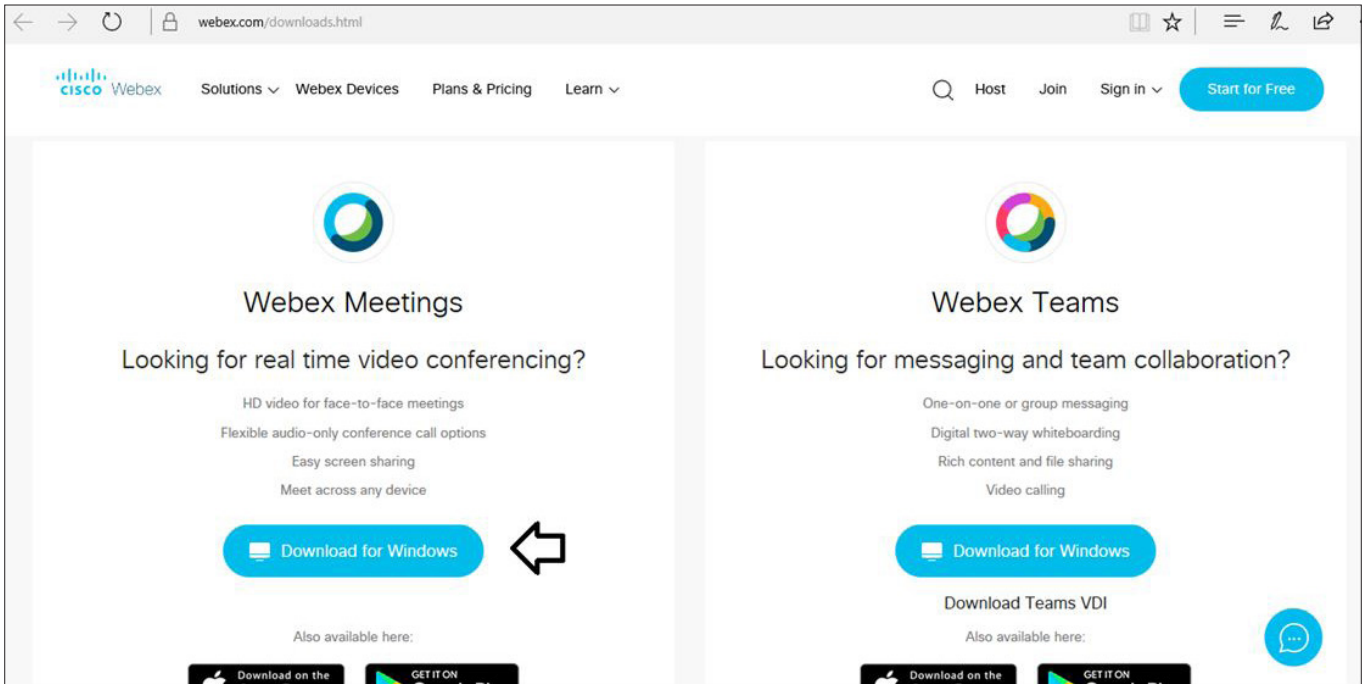 webex.com/downloads.html
cisco Webex Solutions Webex Devices Plans & Pricing Learn Host Join Sign in Start for Free
Webex Meetings
Looking for real time video conferencing?
HD video for face-to-face meetings
Flexible audio-only conference call options
Easy screen sharing
Meet across any device
Download for Windows
Also available here:
Download on the
GET IT ON
Webex Teams
Looking for messaging and team collaboration?
One-on-one or group messaging
Digital two-way whiteboarding
Rich content and file sharing
Video calling
Download for Windows
Download Teams VDI
Also available here:
Download on the
GET IT ON